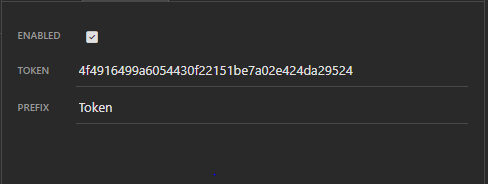 ENABLED
TOKEN 4f4916499a6054430f22151be7a02e424da29524
PREFIX Token